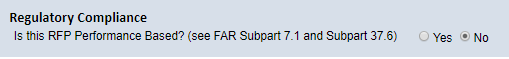 Regulatory Compliance
Is this RFP Performance Based? (see FAR Subpart 7.1 and Subpart 37.6) Yes No